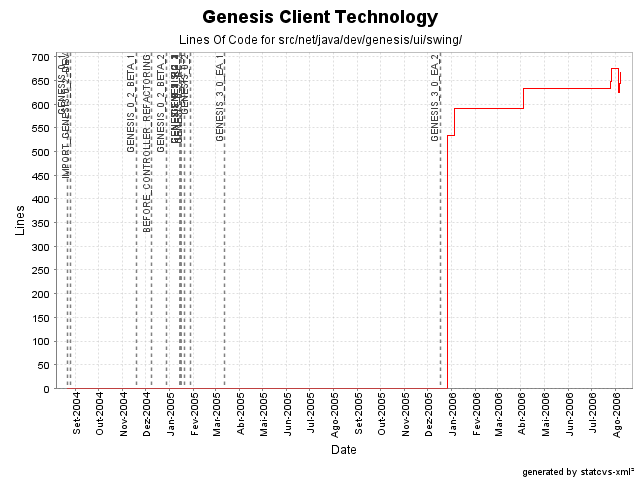 Genesis Client Technology
Lines Of Code for src/net/java/dev/genesis/ui/swing/
700
650
600
550
500
450
400
350
300
250
200
150
100
50
0
Lines
IMPORT_GENESIS
GENESIS_0_2_BETA_1
BEFORE_CONTROLLER_REFACTORING
GENESIS_0_2_BETA_2
GENESIS_3_0_EA_1
GENESIS_3_0_EA_2
Set-2004
Out-2004
Nov-2004
Dez-2004
Jan-2005
Fev-2005
Mar-2005
Abr-2005
Mai-2005
Jun-2005
Jul-2005
Ago-2005
Set-2005
Out-2005
Nov-2005
Dez-2005
Jan-2006
Fev-2006
Mar-2006
Abr-2006
Mai-2006
Jun-2006
Jul-2006
Ago-2006
Date
generated by statcvs-xml²